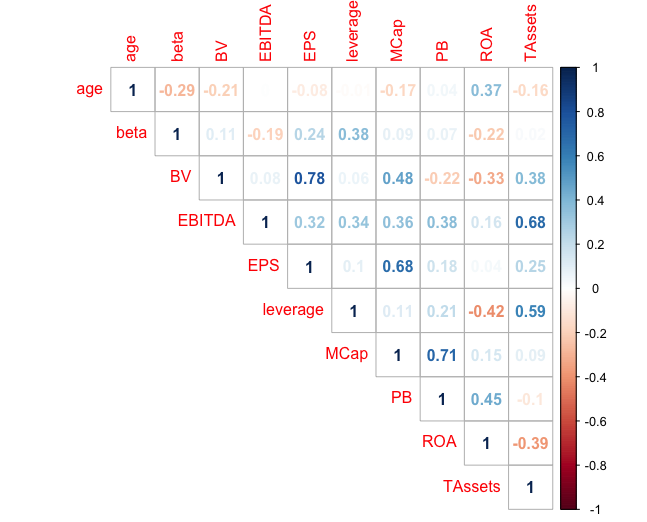 age beta BV EBITDA EPS leverage MCap PB ROA TAssets
age 1 -0.29 -0.21 -0.08 -0.17 0.04 0.37 -0.16
beta 1 0.11 -0.19 0.24 0.38 0.09 0.07 -0.22 0.02
BV 1 0.08 0.78 0.06 0.48 -0.22 -0.33 0.38
EBITDA 1 0.32 0.34 0.36 0.38 0.16 0.68
EPS 1 0.1 0.68 0.18 0.04 0.25
leverage 1 0.11 0.21 -0.42 0.59
MCap 1 0.71 0.15 0.09
PB 1 0.45 -0.1
ROA 1 -0.39
TAssets 1
1
0.8
0.6
0.4
0.2
0
-0.2
-0.4
-0.6
-0.8
-1